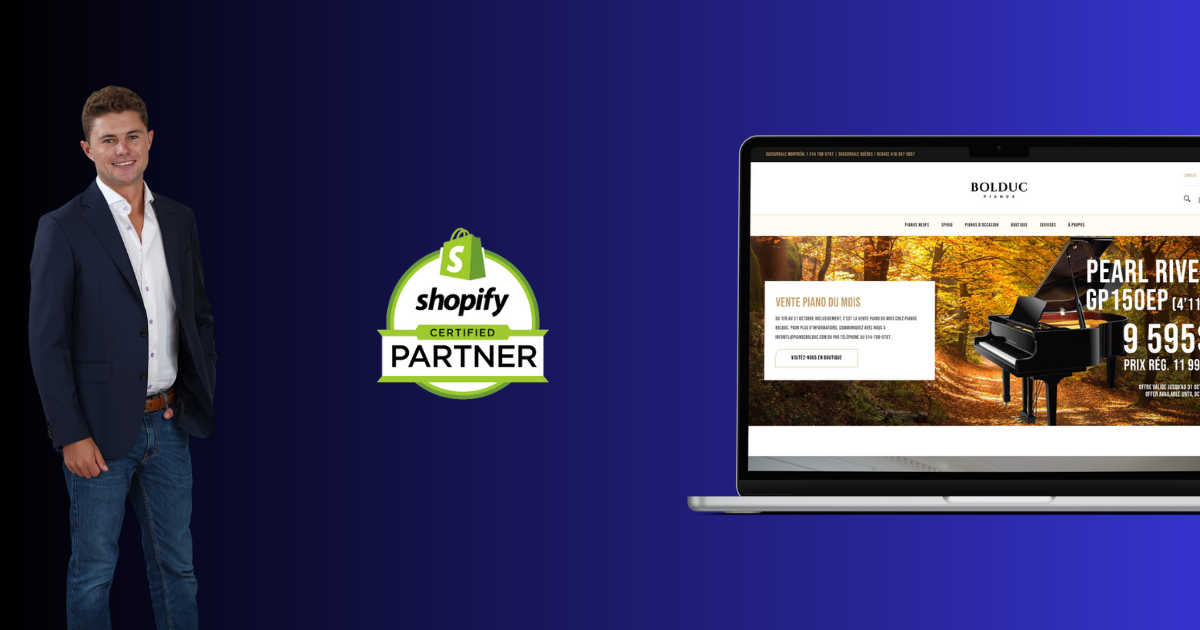 S
shopify
CERTIFIED
PARTNER
SUCCURSALE MONTRÉAL 1 514-788-5767 | SUCCURSALE QUÉBEC / BEAUCE 418
BOLDUC
PIANOS
PIANOS NEUFS SPIRIO PIANOS D'OCCASION BOUTIQUE SERVICES À PROPOS
VENTE PIANO DU MOIS
DU 1ER AU 31 OCTOBRE INCLUSIVEMENT, C'EST LA VENTE PIANO DU MOIS CHEZ PIANOS
BOLDUC. POUR PLUS D'INFORMATIONS, COMMUNIQUEZ AVEC NOUS À
INFOMTL@PIANOSBOLDUC.COM OU PAR TÉLÉPHONE AU 514-788-5767.
VISITEZ-NOUS EN BOUTIQUE
PEARL RIVE
GP150EP (4'11
9 595
PRIX RÉG. 11 99
OFFRE VALIDE JUSQU'AU 31 OC
OFFER AVAILABLE UNTIL OC